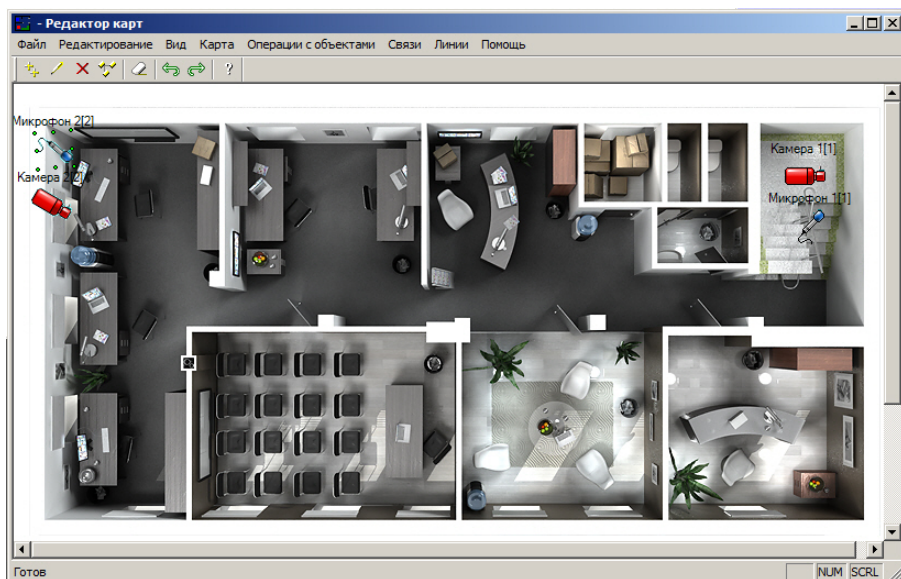 - Редактор карт
Файл Редактирование Вид Карта Операции с объектами Связи Линии Помощь
?
Микрофон 2[2]
Камера 2[2]
Камера 1[1]
Микрофон 1[1]
Готов
NUM SCRL